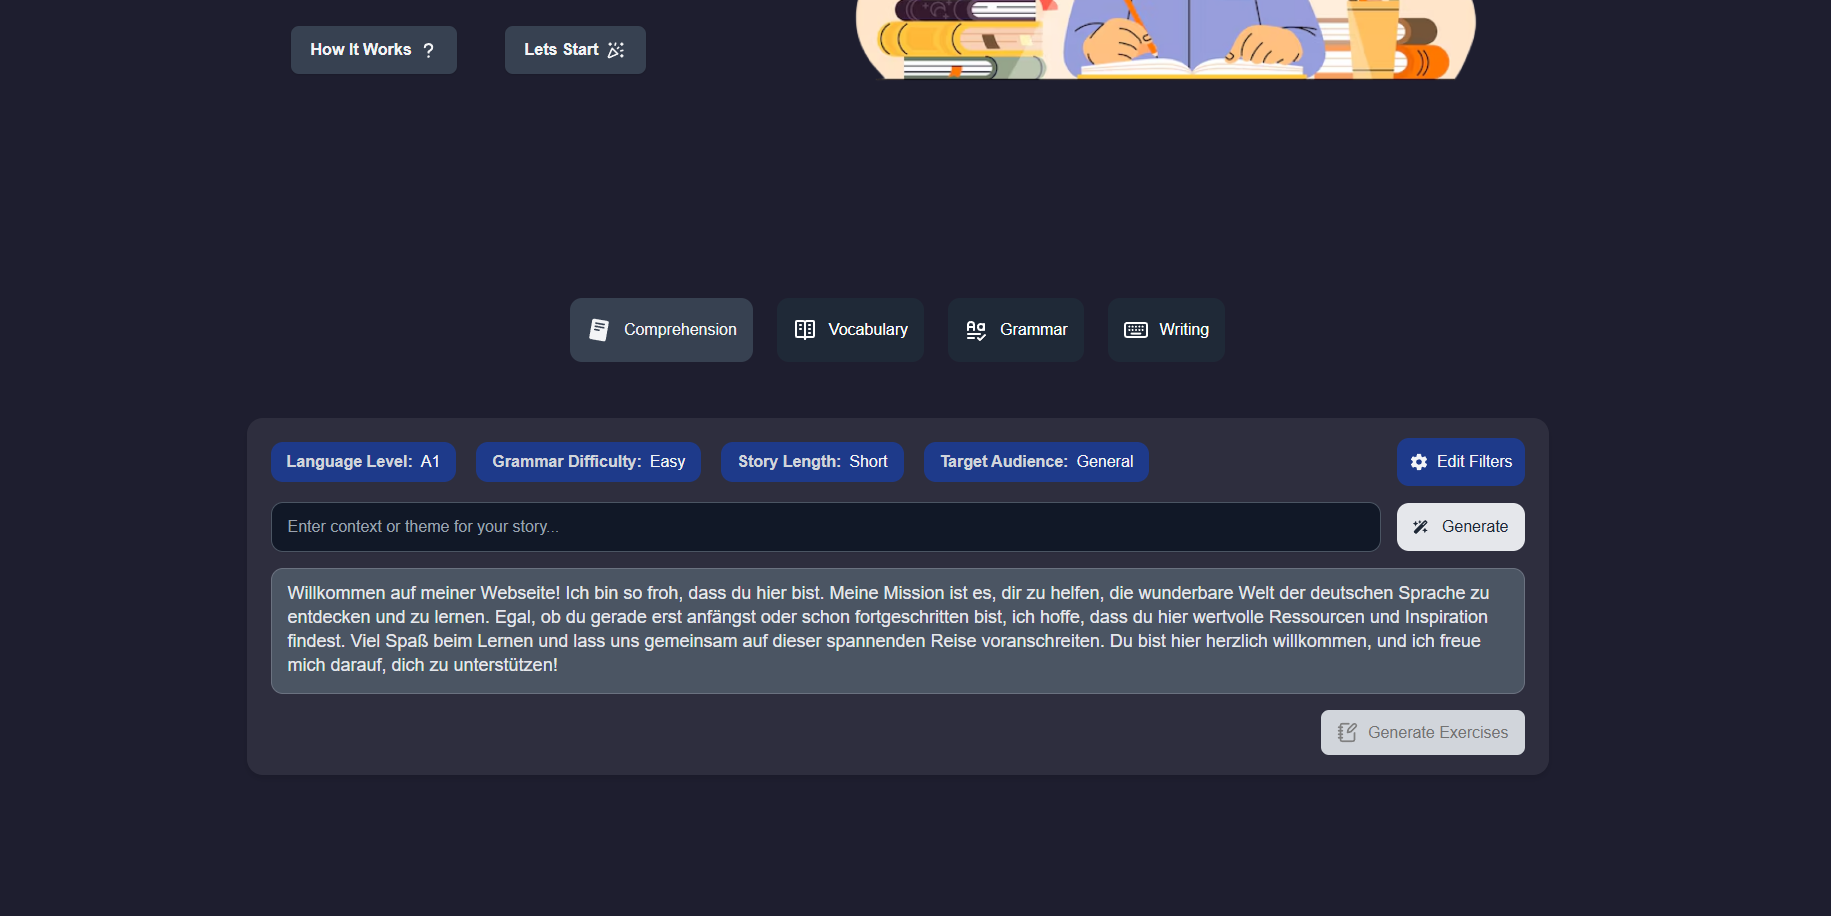 How It Works ?
Lets Start
Comprehension
Vocabulary
Grammar
Writing
Language Level: A1
Grammar Difficulty: Easy
Story Length: Short
Target Audience: General
Edit Filters
Enter context or theme for your story...
Generate
Willkommen auf meiner Webseite! Ich bin so froh, dass du hier bist. Meine Mission ist es, dir zu helfen, die wunderbare Welt der deutschen Sprache zu
entdecken und zu lernen. Egal, ob du gerade erst anfängst oder schon fortgeschritten bist, ich hoffe, dass du hier wertvolle Ressourcen und Inspiration
findest. Viel Spaß beim Lernen und lass uns gemeinsam auf dieser spannenden Reise voranschreiten. Du bist hier herzlich willkommen, und ich freue
mich darauf, dich zu unterstützen!
Generate Exercises